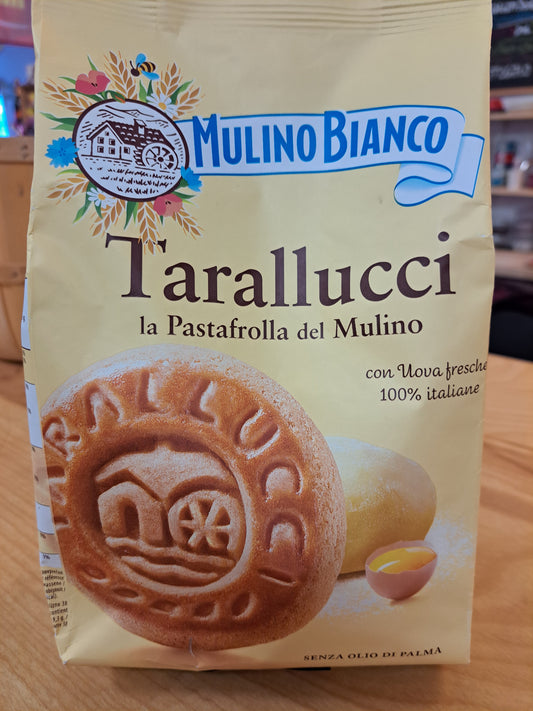 MULINO BIANCO
Tarallucci
la Pastafrolla del Mulino
con Uova fresche
100% italiane
TARALLUCCI
SENZA OLIO DI PALMA